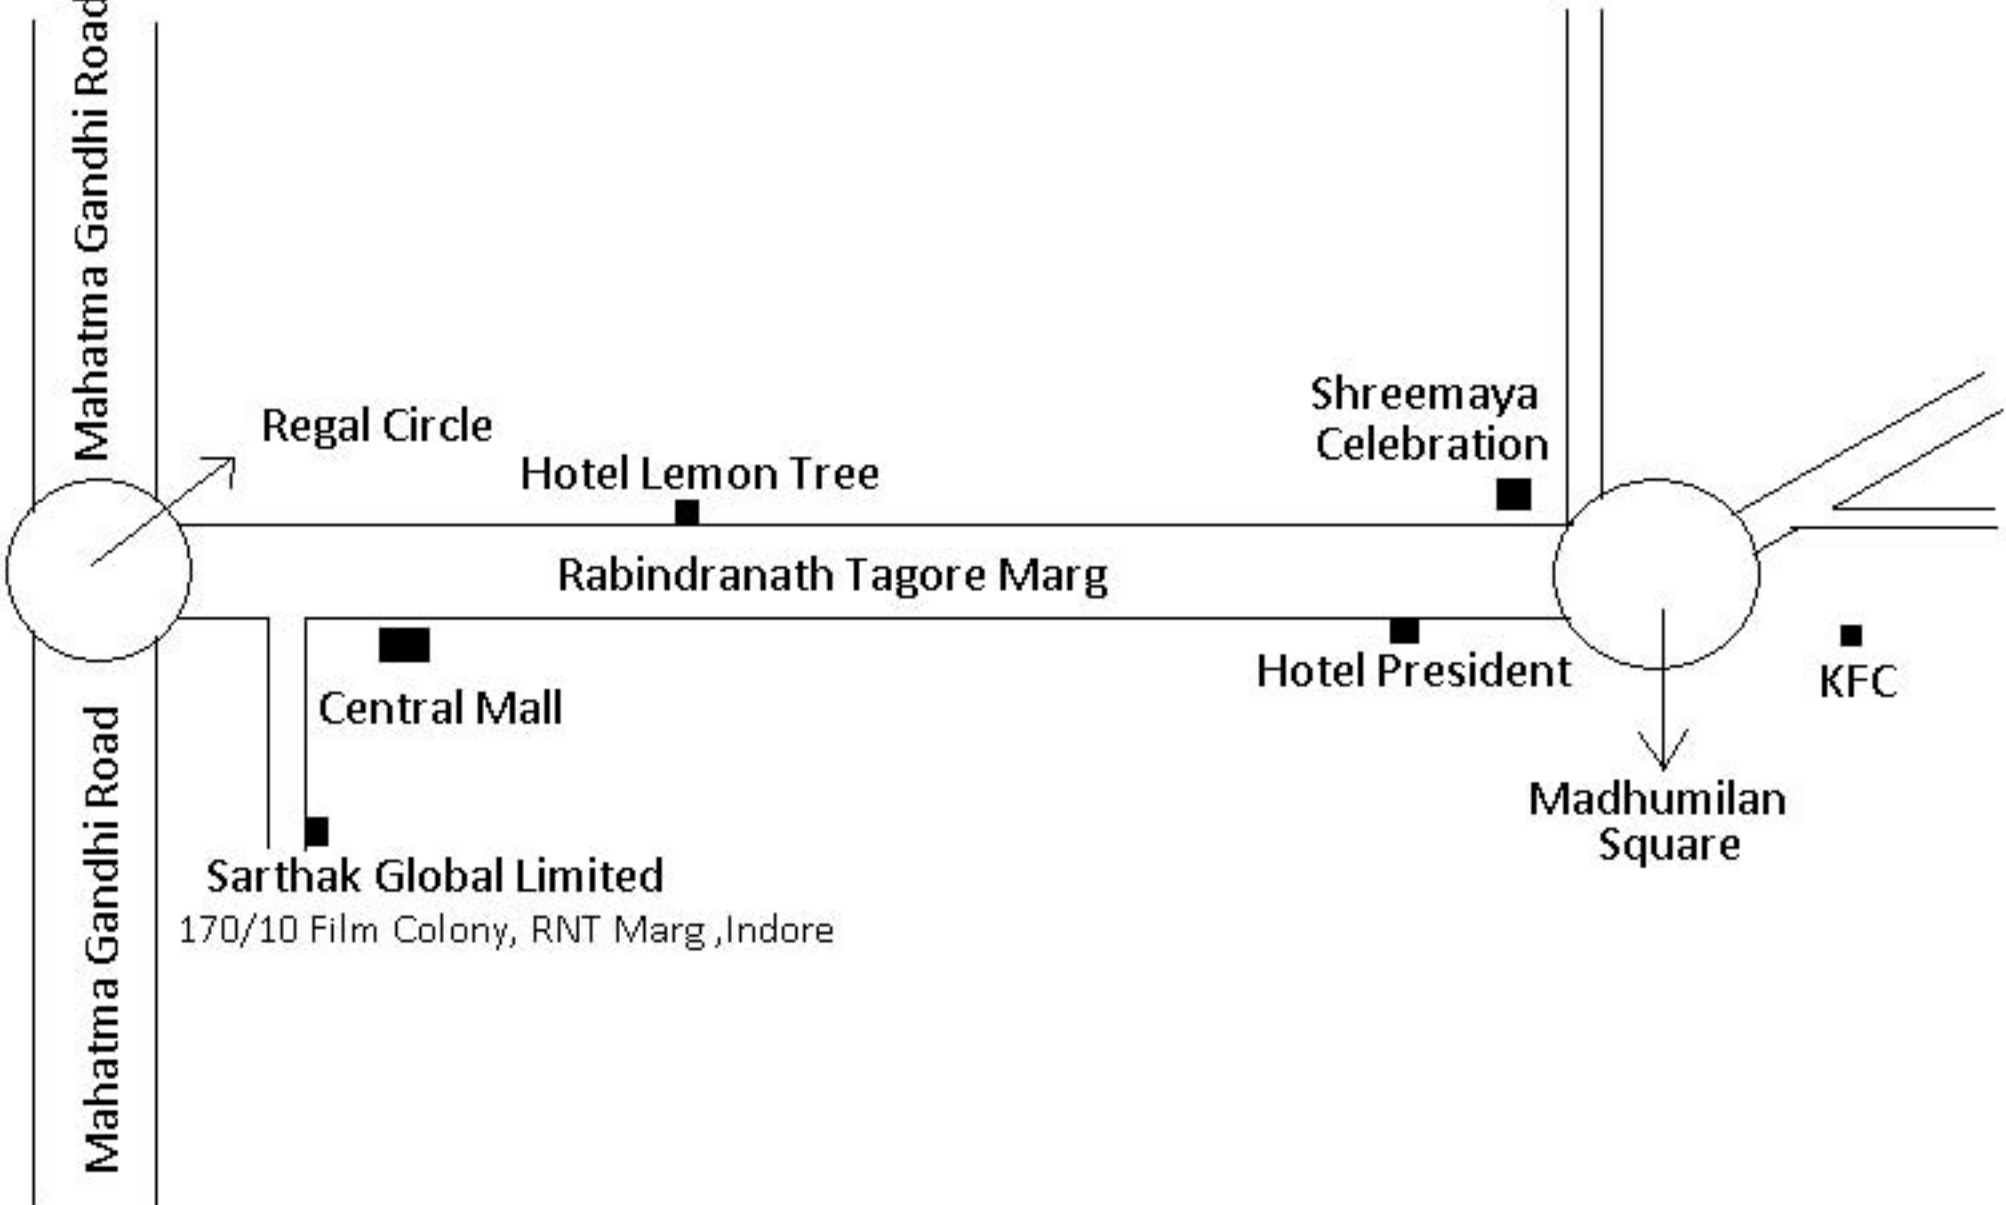 Mahatma Gandhi Road
Regal Circle
Hotel Lemon Tree
Shreemaya
Celebration
Rabindranath Tagore Marg
Hotel President
KFC
Central Mall
Madhumilan
Square
Mahatma Gandhi Road
Sarthak Global Limited
170/10 Film Colony, RNT Marg ,Indore